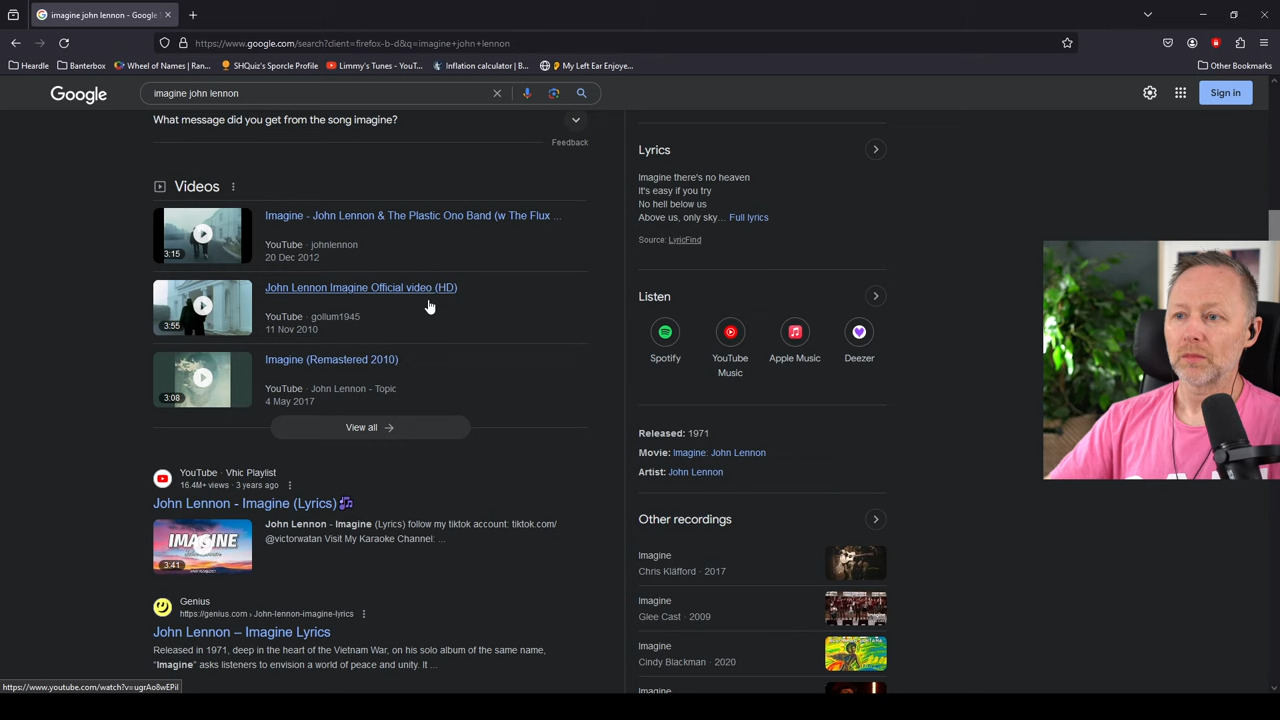 imagine john lennon - Google S
https://www.google.com/search?client=firefox-b-d&q=imagine+john+lennon
Heardle
Banterbox
Wheel of Names | Ran...
SHQuiz's Sporcle Profile
Limmy's Tunes - YouT...
Inflation calculator | B...
My Left Ear Enjoye...
Other Bookmarks
Google
imagine john lennon
Sign in
What message did you get from the song imagine?
Feedback
Videos
Imagine - John Lennon & The Plastic Ono Band (w The Flux ...
YouTube · johnlennon
20 Dec 2012
3:15
John Lennon Imagine Official video (HD)
YouTube · gollum1945
11 Nov 2010
3:55
Imagine (Remastered 2010)
YouTube · John Lennon - Topic
4 May 2017
3:08
View all
YouTube · Vhic Playlist
16.4M+ views · 3 years ago
John Lennon - Imagine (Lyrics)
John Lennon - Imagine (Lyrics) follow my tiktok account: tiktok.com/
@victorwatan Visit My Karaoke Channel: ...
IMAGINE
3:41
Genius
https://genius.com › John-lennon-imagine-lyrics
John Lennon – Imagine Lyrics
Released in 1971, deep in the heart of the Vietnam War, on his solo album of the same name,
“Imagine” asks listeners to envision a world of peace and unity. It ...
https://www.youtube.com/watch?v=ugrAo8wEPiI
Lyrics
Imagine there's no heaven
It's easy if you try
No hell below us
Above us, only sky... Full lyrics
Source: LyricFind
Listen
Spotify
YouTube
Music
Apple Music
Deezer
Released: 1971
Movie: Imagine: John Lennon
Artist: John Lennon
Other recordings
Imagine
Chris Kläfford · 2017
Imagine
Glee Cast · 2009
Imagine
Cindy Blackman · 2020
Imagine